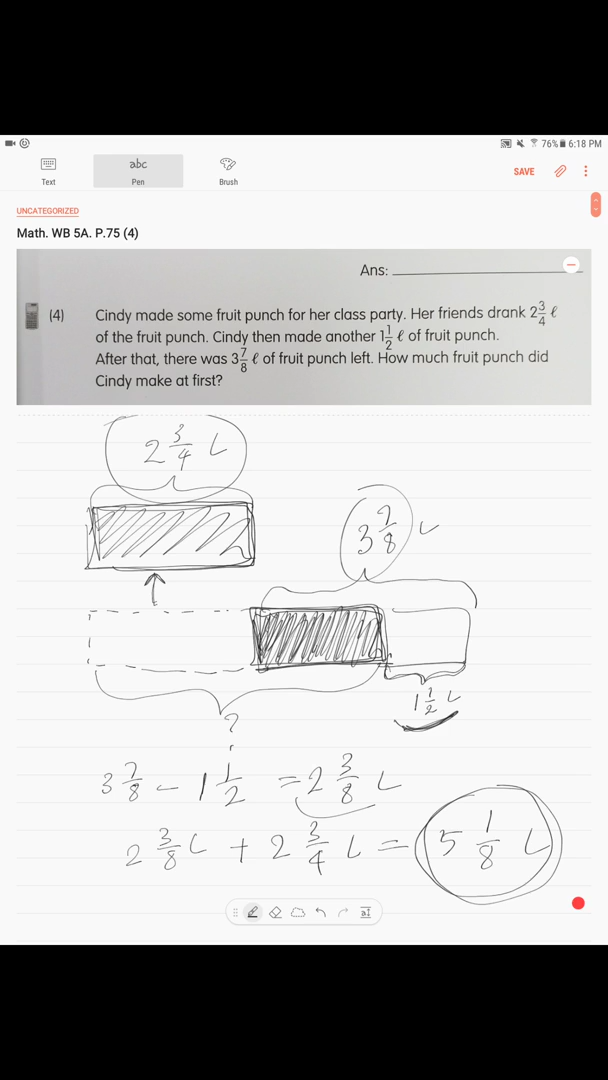 76% 6:18 PM
Text
abc
Pen
Brush
SAVE
UNCATEGORIZED
Math. WB 5A. P.75 (4)
Ans:
(4) Cindy made some fruit punch for her class party. Her friends drank 2 3/4 ℓ
of the fruit punch. Cindy then made another 1 1/2 ℓ of fruit punch.
After that, there was 3 7/8 ℓ of fruit punch left. How much fruit punch did
Cindy make at first?
2 3/4 L
3 7/8 L
1 1/2 L
?
3 7/8 - 1 1/2 = 2 3/8 L
2 3/8 L + 2 3/4 L = 5 1/8 L
aI